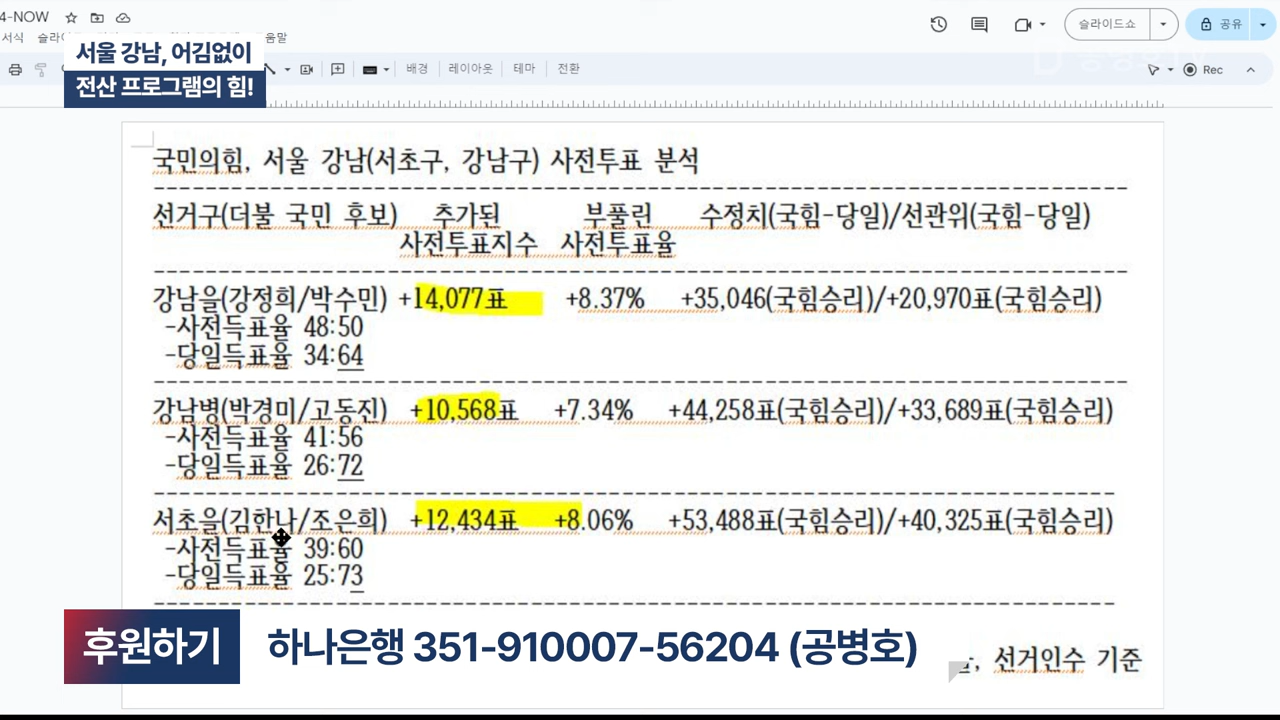 4-NOW
서식
움말
서울 강남, 어김없이
전산 프로그램의 힘!
슬라이드쇼
공유
배경 레이아웃 테마 전환
Rec
국민의힘, 서울 강남(서초구, 강남구) 사전투표 분석
선거구(더불 국민 후보) 추가된 부풀린 수정치(국힘-당일)/선관위(국힘-당일)
사전투표지수 사전투표율
강남을(강정희/박수민) +14,077표 +8.37% +35,046(국힘승리)/+20,970표(국힘승리)
-사전득표율 48:50
-당일득표율 34:64
강남병(박경미/고동진) +10,568표 +7.34% +44,258표(국힘승리)/+33,689표(국힘승리)
-사전득표율 41:56
-당일득표율 26:72
서초을(김한나/조은희) +12,434표 +8.06% +53,488표(국힘승리)/+40,325표(국힘승리)
-사전득표율 39:60
-당일득표율 25:73
후원하기 하나은행 351-910007-56204 (공병호)
, 선거인수 기준